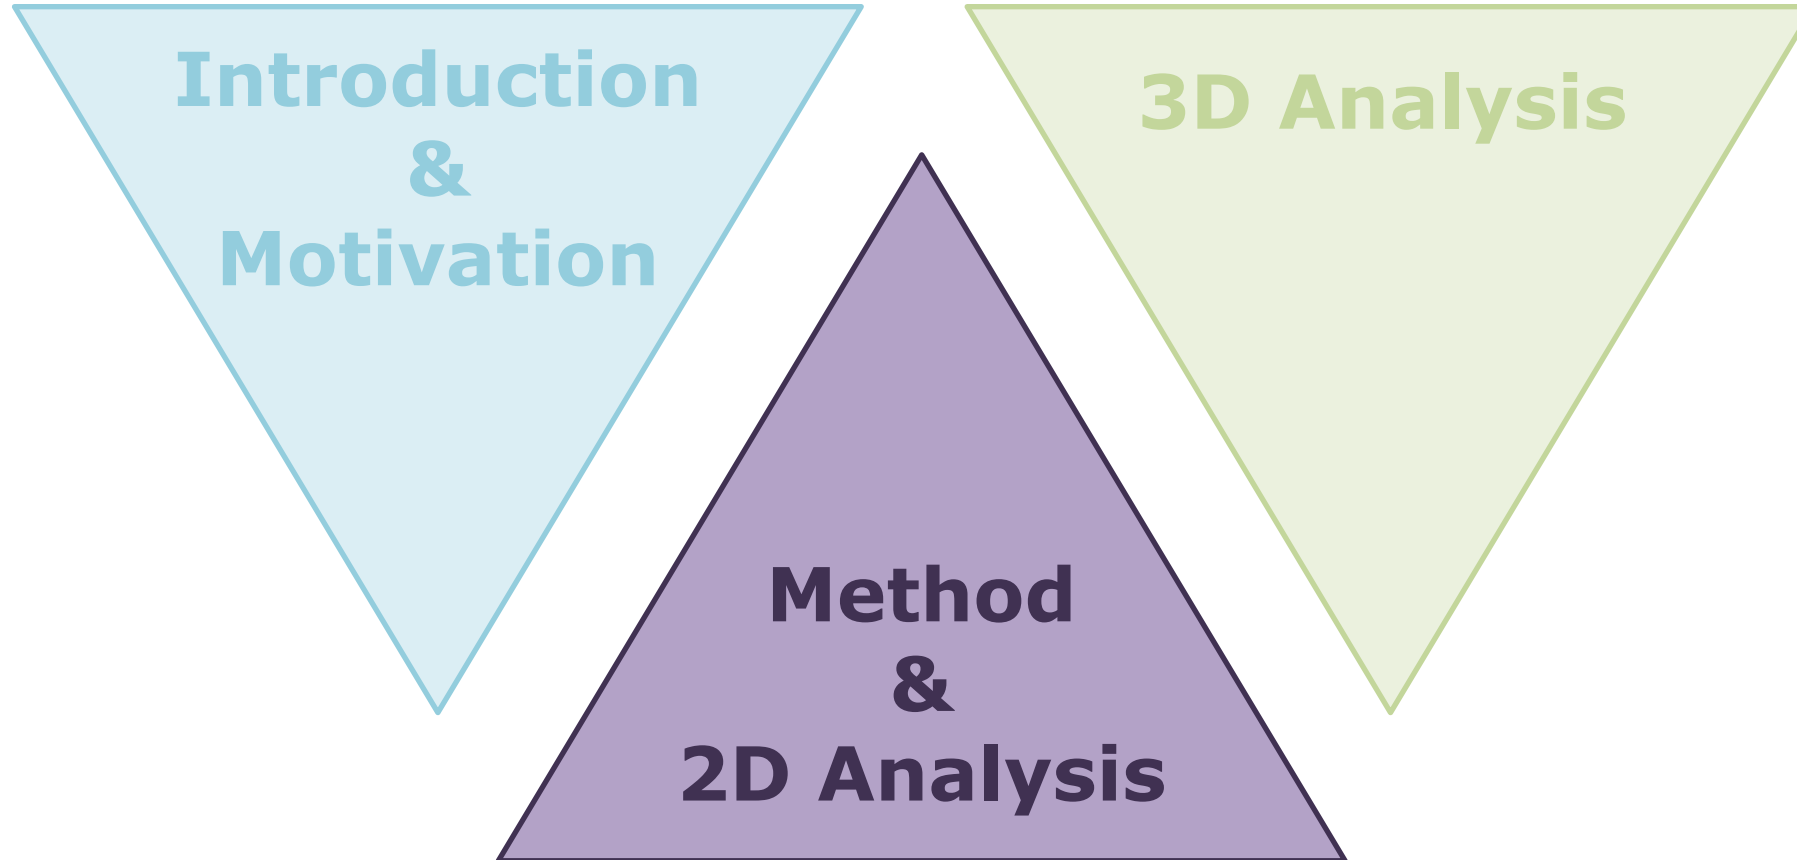 Introduction
&
Motivation
Method
&
2D Analysis
3D Analysis